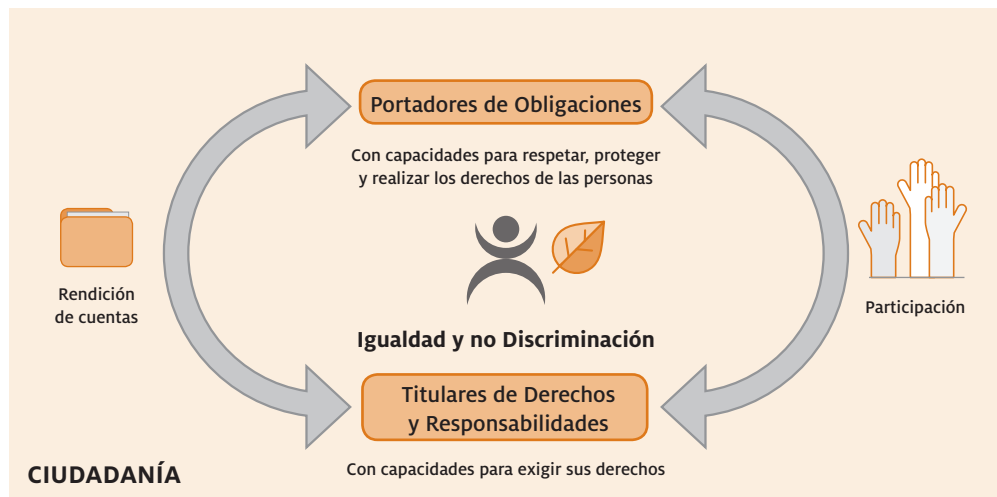 Portadores de Obligaciones
Con capacidades para respetar, proteger
y realizar los derechos de las personas
Rendición
de cuentas
Participación
Igualdad y no Discriminación
Titulares de Derechos
y Responsabilidades
Con capacidades para exigir sus derechos
CIUDADANÍA